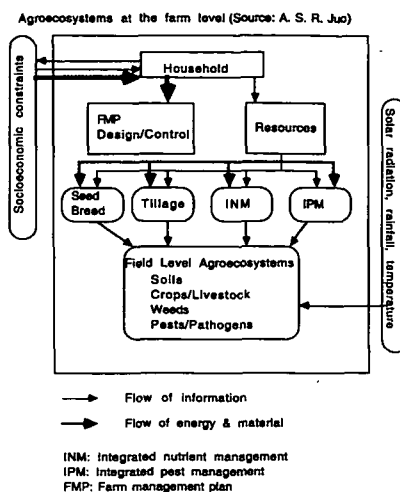 Agroecosystems at the farm level (Source: A. S. R. Juo)
Socioeconomic constraints
Household
FMP
Design/Control
Resources
Solar radiation, rainfall, temperature
Seed
Breed
Tillage
INM
IPM
Field Level Agroecosystems
Soils
Crops/Livestock
Weeds
Pests/Pathogens
Flow of information
Flow of energy & material
INM: Integrated nutrient management
IPM: Integrated pest management
FMP: Farm management plan